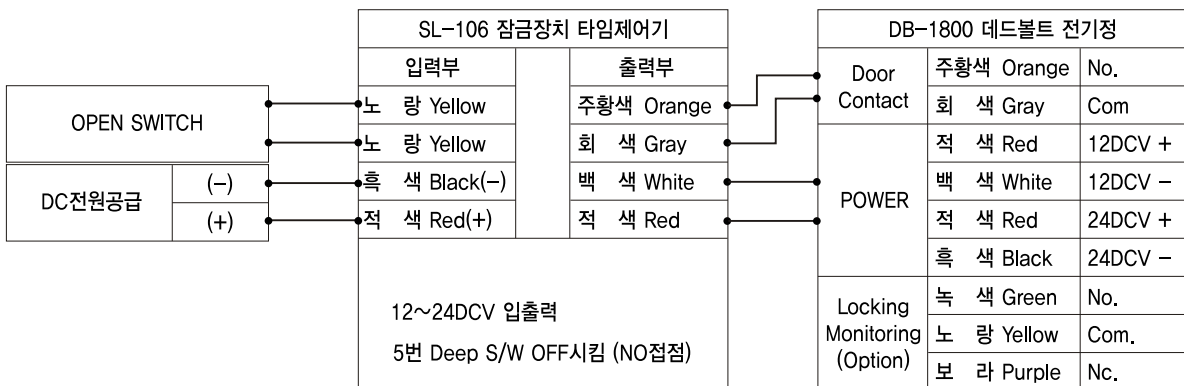 SL-106 잠금장치 타임제어기
입력부
출력부
노 랑 Yellow
주황색 Orange
노 랑 Yellow
회 색 Gray
흑 색 Black(-)
백 색 White
적 색 Red(+)
적 색 Red
12~24DCV 입출력
5번 Deep S/W OFF시킴 (NO접점)
OPEN SWITCH
DC전원공급
(-)
(+)
DB-1800 데드볼트 전기정
Door
Contact
주황색 Orange No.
회 색 Gray Com
POWER
적 색 Red 12DCV +
백 색 White 12DCV -
적 색 Red 24DCV +
흑 색 Black 24DCV -
Locking
Monitoring
(Option)
녹 색 Green No.
노 랑 Yellow Com.
보 라 Purple Nc.